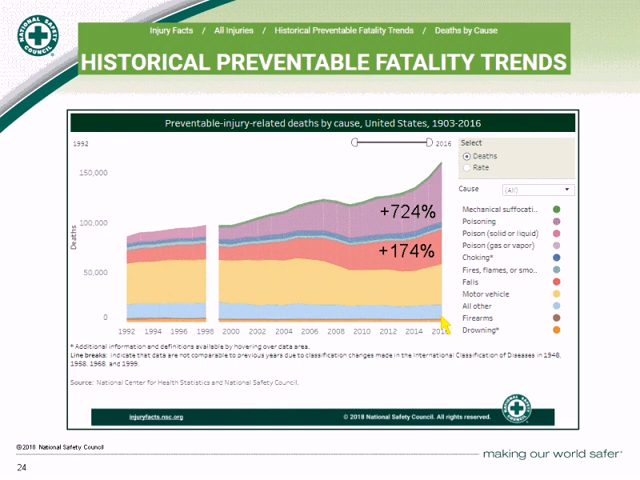 NATIONAL SAFETY COUNCIL
Injury Facts / All Injuries / Historical Preventable Fatality Trends / Deaths by Cause
HISTORICAL PREVENTABLE FATALITY TRENDS
Preventable-injury-related deaths by cause, United States, 1903-2016
1992
2016
Select
Deaths
Rate
Cause
(All)
150,000
100,000
50,000
0
Deaths
+724%
+174%
1992 1994 1996 1998 2000 2002 2004 2006 2008 2010 2012 2014 2016
Mechanical suffocati..
Poisoning
Poison (solid or liquid)
Poison (gas or vapor)
Choking*
Fires, flames, or smo..
Falls
Motor vehicle
All other
Firearms
Drowning*
* Additional information and definitions available by hovering over data area.
Line breaks: Indicate that data are not comparable to previous years due to classification changes made in the International Classification of Diseases in 1948,
1958, 1968, and 1999.
Source: National Center for Health Statistics and National Safety Council.
injuryfacts.nsc.org
© 2018 National Safety Council. All rights reserved.
©2018 National Safety Council
making our world safer
24